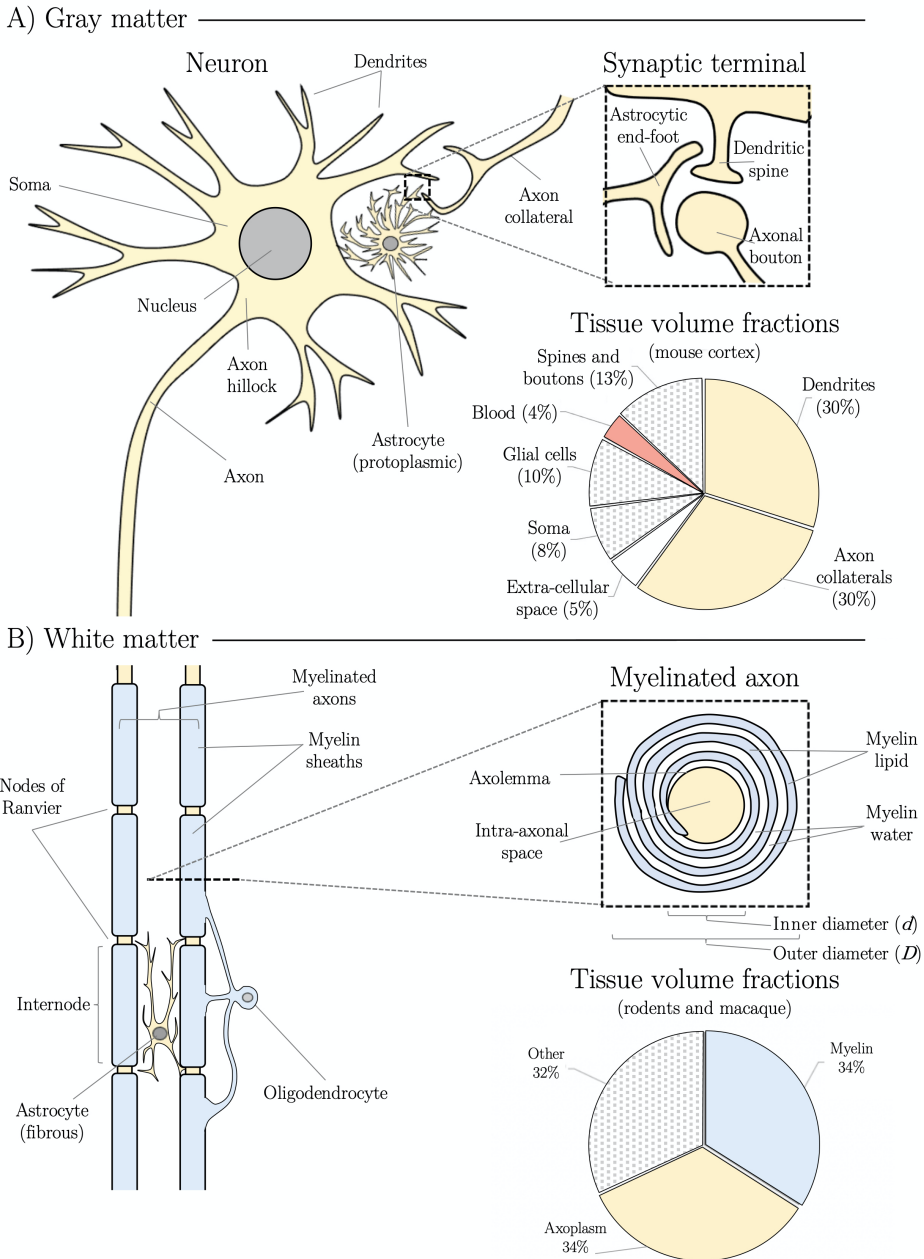 A) Gray matter
Neuron
Dendrites
Soma
Nucleus
Axon
hillock
Axon
Astrocyte
(protoplasmic)
Axon
collateral
Synaptic terminal
Astrocytic
end-foot
Dendritic
spine
Axonal
bouton
Tissue volume fractions
(mouse cortex)
Spines and
boutons (13%)
Dendrites
(30%)
Blood (4%)
Glial cells
(10%)
Soma
(8%)
Extra-cellular
space (5%)
Axon
collaterals
(30%)
B) White matter
Myelinated
axons
Myelin
sheaths
Nodes of
Ranvier
Internode
Astrocyte
(fibrous)
Oligodendrocyte
Myelinated axon
Axolemma
Intra-axonal
space
Myelin
lipid
Myelin
water
Inner diameter (d)
Outer diameter (D)
Tissue volume fractions
(rodents and macaque)
Other
32%
Myelin
34%
Axoplasm
34%